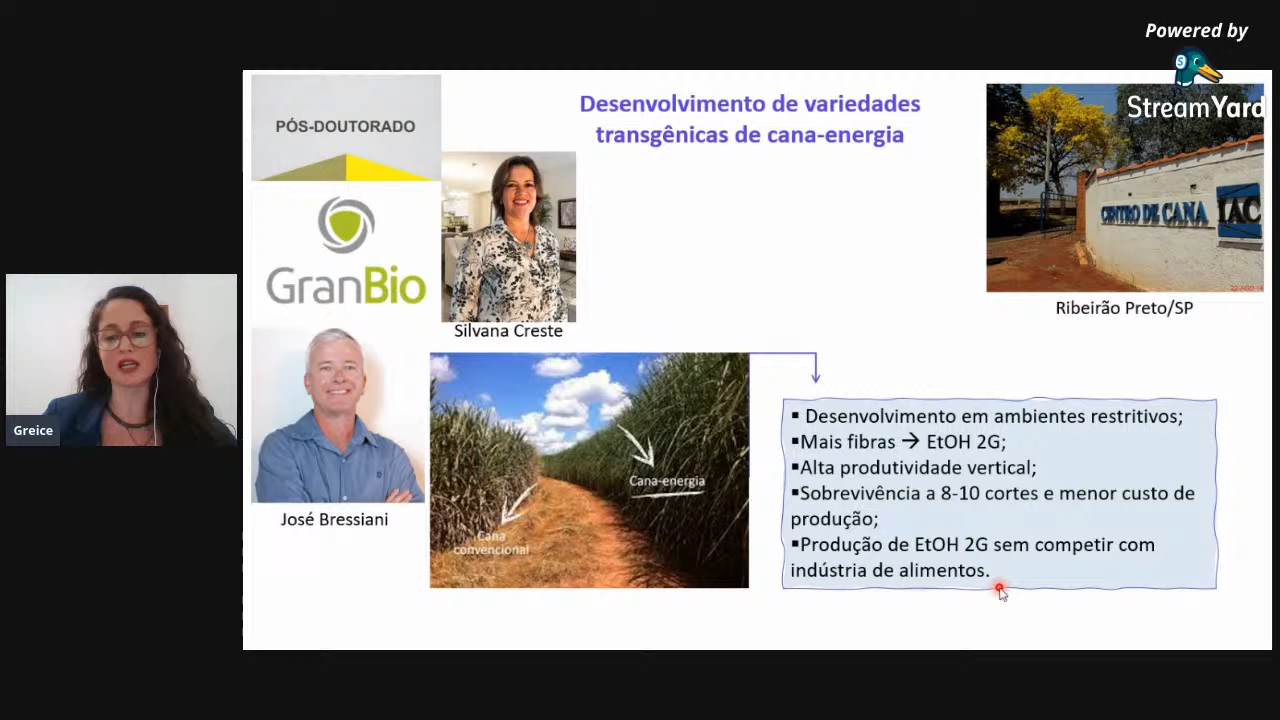 Powered by
StreamYard
Desenvolvimento de variedades
transgênicas de cana-energia
PÓS-DOUTORADO
GranBio
Silvana Creste
José Bressiani
CENTRO DE CANA IAC
Ribeirão Preto/SP
Cana-energia
Cana
convencional
▪ Desenvolvimento em ambientes restritivos;
▪Mais fibras → EtOH 2G;
▪Alta produtividade vertical;
▪Sobrevivência a 8-10 cortes e menor custo de
produção;
▪Produção de EtOH 2G sem competir com
indústria de alimentos.
Greice